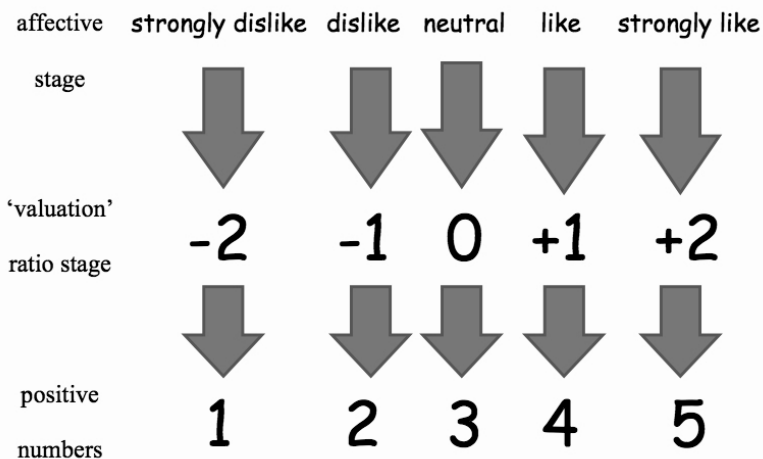 affective strongly dislike dislike neutral like strongly like
stage
‘valuation’
-2 -1 0 +1 +2
ratio stage
positive
1 2 3 4 5
numbers